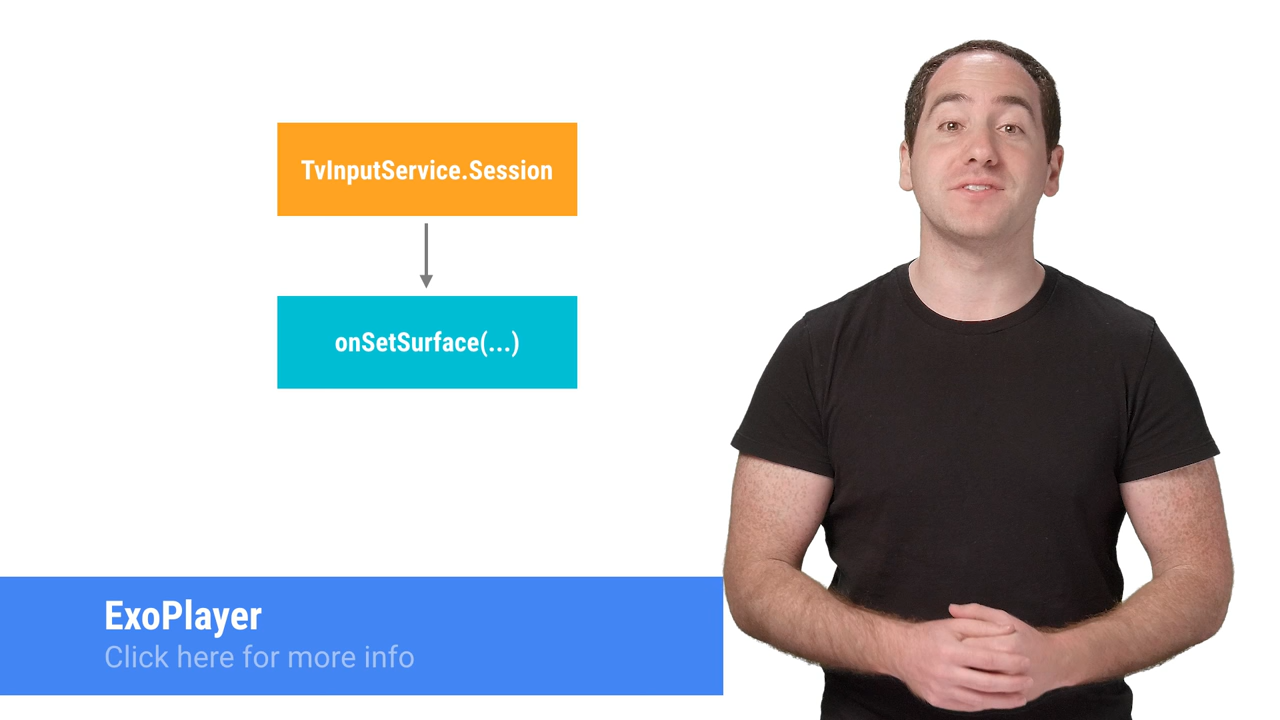 TvInputService.Session
onSetSurface(...)
ExoPlayer
Click here for more info